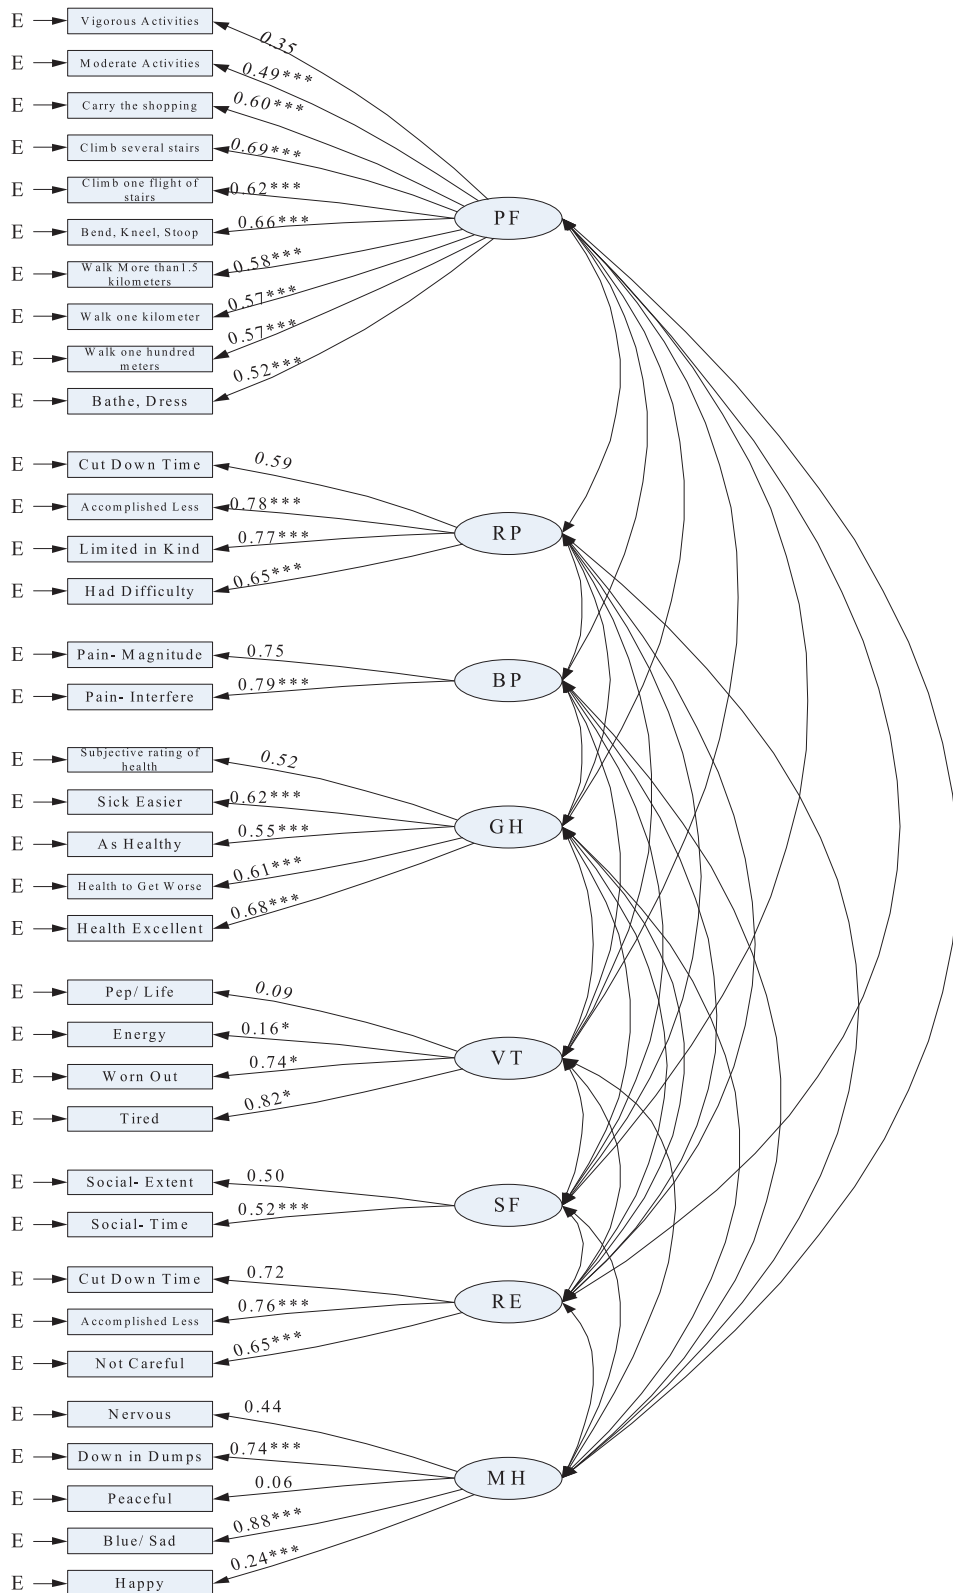 E Vigorous Activities 0.35
E Moderate Activities 0.49***
E Carry the shopping 0.60***
E Climb several stairs 0.69***
E Climb one flight of
stairs 0.62***
PF
E Bend, Kneel, Stoop 0.66***
E Walk More than1.5
kilometers 0.58***
E Walk one kilometer 0.57***
E Walk one hundred
meters 0.57***
E Bathe, Dress 0.52***
E Cut Down Time 0.59
E Accomplished Less 0.78***
RP
E Limited in Kind 0.77***
E Had Difficulty 0.65***
E Pain- Magnitude 0.75
BP
E Pain- Interfere 0.79***
E Subjective rating of
health 0.52
E Sick Easier 0.62***
GH
E As Healthy 0.55***
E Health to Get Worse 0.61***
E Health Excellent 0.68***
E Pep/ Life 0.09
E Energy 0.16*
VT
E Worn Out 0.74*
E Tired 0.82*
E Social- Extent 0.50
SF
E Social- Time 0.52***
E Cut Down Time 0.72
RE
E Accomplished Less 0.76***
E Not Careful 0.65***
E Nervous 0.44
E Down in Dumps 0.74***
MH
E Peaceful 0.06
E Blue/ Sad 0.88***
E Happy 0.24***